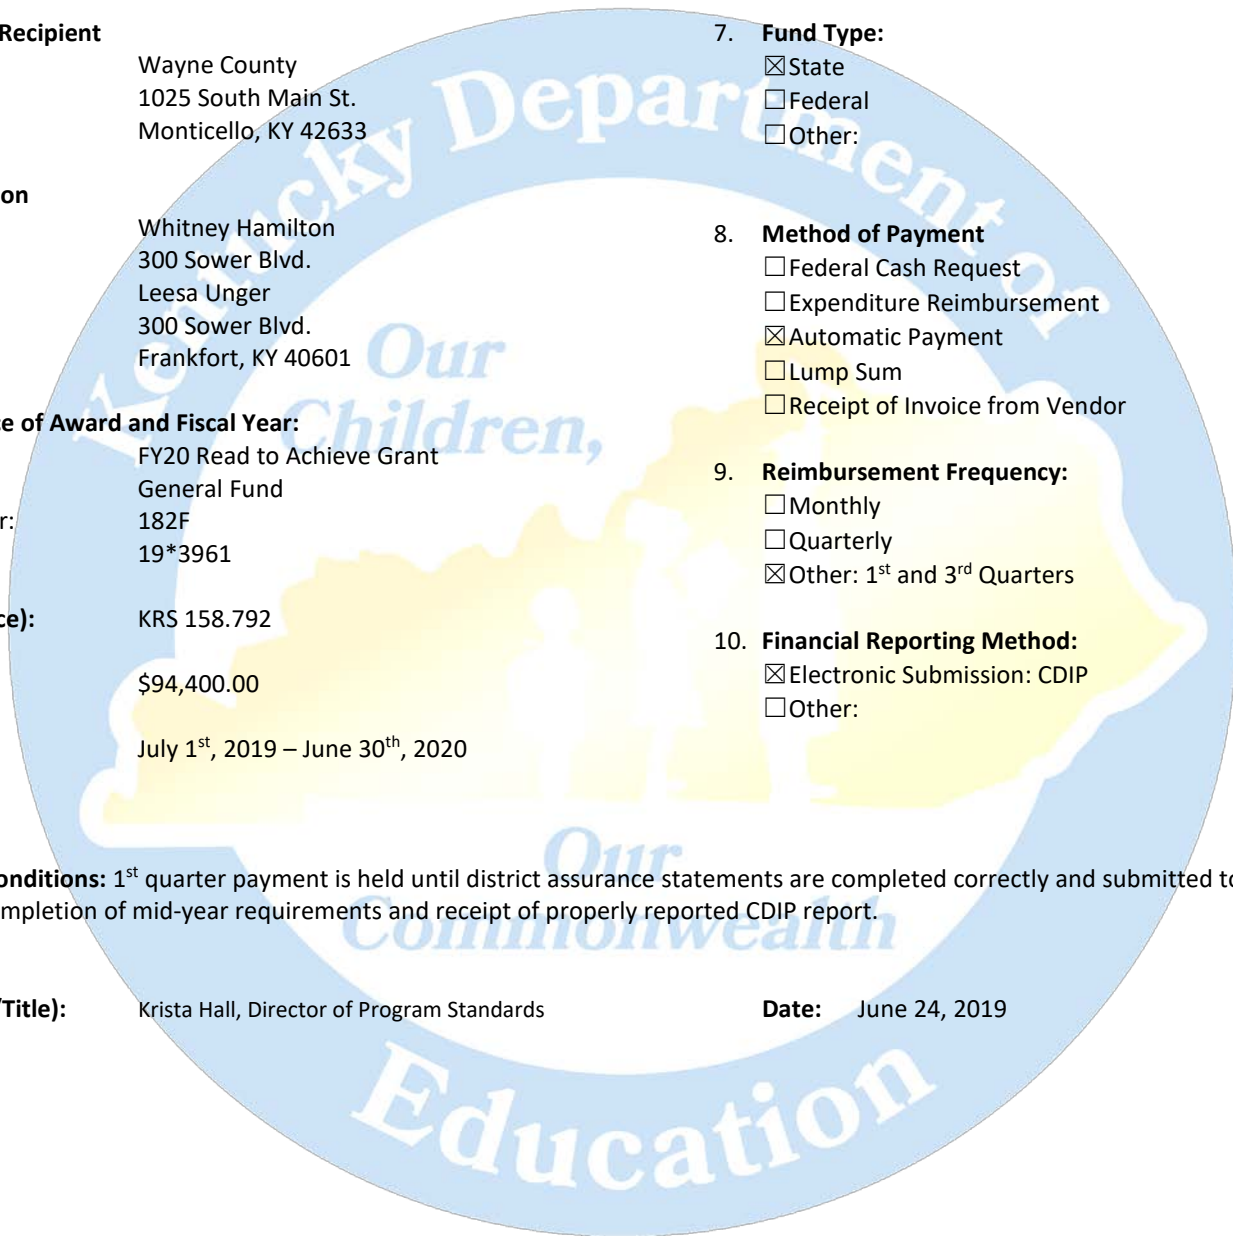 Recipient
Wayne County
1025 South Main St.
Monticello, KY 42633
on
Whitney Hamilton
300 Sower Blvd.
Leesa Unger
300 Sower Blvd.
Frankfort, KY 40601
e of Award and Fiscal Year:
FY20 Read to Achieve Grant
General Fund
r: 182F
19*3961
ce): KRS 158.792
$94,400.00
July 1st, 2019 – June 30th, 2020
7. Fund Type:
☒State
☐Federal
☐Other:
8. Method of Payment
☐Federal Cash Request
☐Expenditure Reimbursement
☒Automatic Payment
☐Lump Sum
☐Receipt of Invoice from Vendor
9. Reimbursement Frequency:
☐Monthly
☐Quarterly
☒Other: 1st and 3rd Quarters
10. Financial Reporting Method:
☒Electronic Submission: CDIP
☐Other:
onditions: 1st quarter payment is held until district assurance statements are completed correctly and submitted to
mpletion of mid-year requirements and receipt of properly reported CDIP report.
/Title): Krista Hall, Director of Program Standards Date: June 24, 2019
Kentucky Department of
Education
Our
Children,
Our
Commonwealth